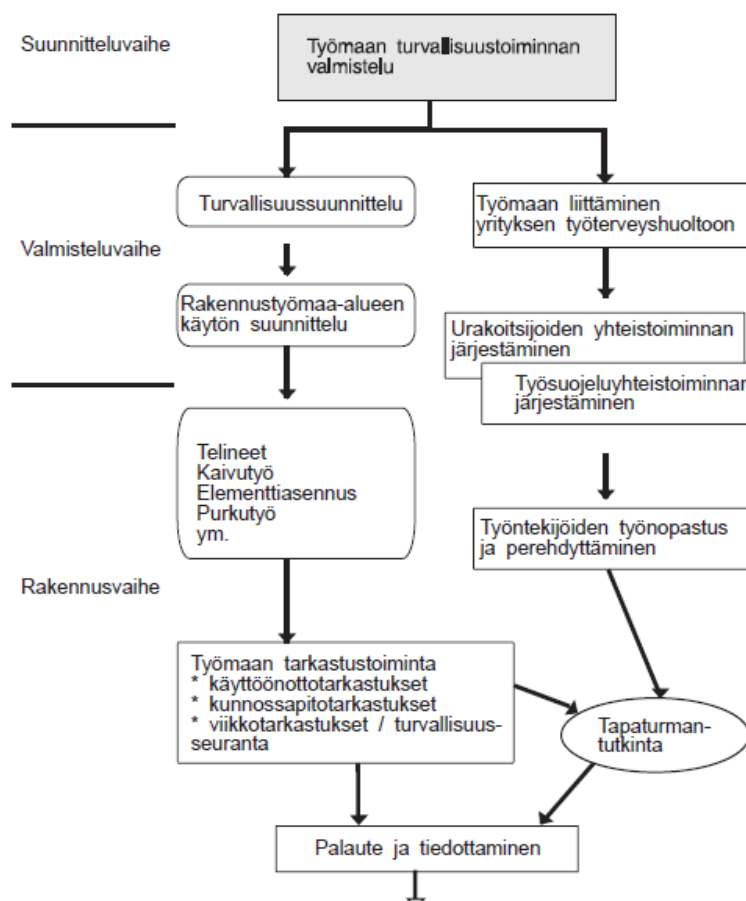 Suunnitteluvaihe
Työmaan turvallisuustoiminnan
valmistelu
Turvallisuussuunnittelu
Työmaan liittäminen
yrityksen työterveyshuoltoon
Valmisteluvaihe
Rakennustyömaa-alueen
käytön suunnittelu
Urakoitsijoiden yhteistoiminnan
järjestäminen
Työsuojeluyhteistoiminnan
järjestäminen
Telineet
Kaivutyö
Elementtiasennus
Purkutyö
ym.
Työntekijöiden työnopastus
ja perehdyttäminen
Rakennusvaihe
Työmaan tarkastustoiminta
* käyttöönottotarkastukset
* kunnossapitotarkastukset
* viikkotarkastukset / turvallisuus-
seuranta
Tapaturman-
tutkinta
Palaute ja tiedottaminen